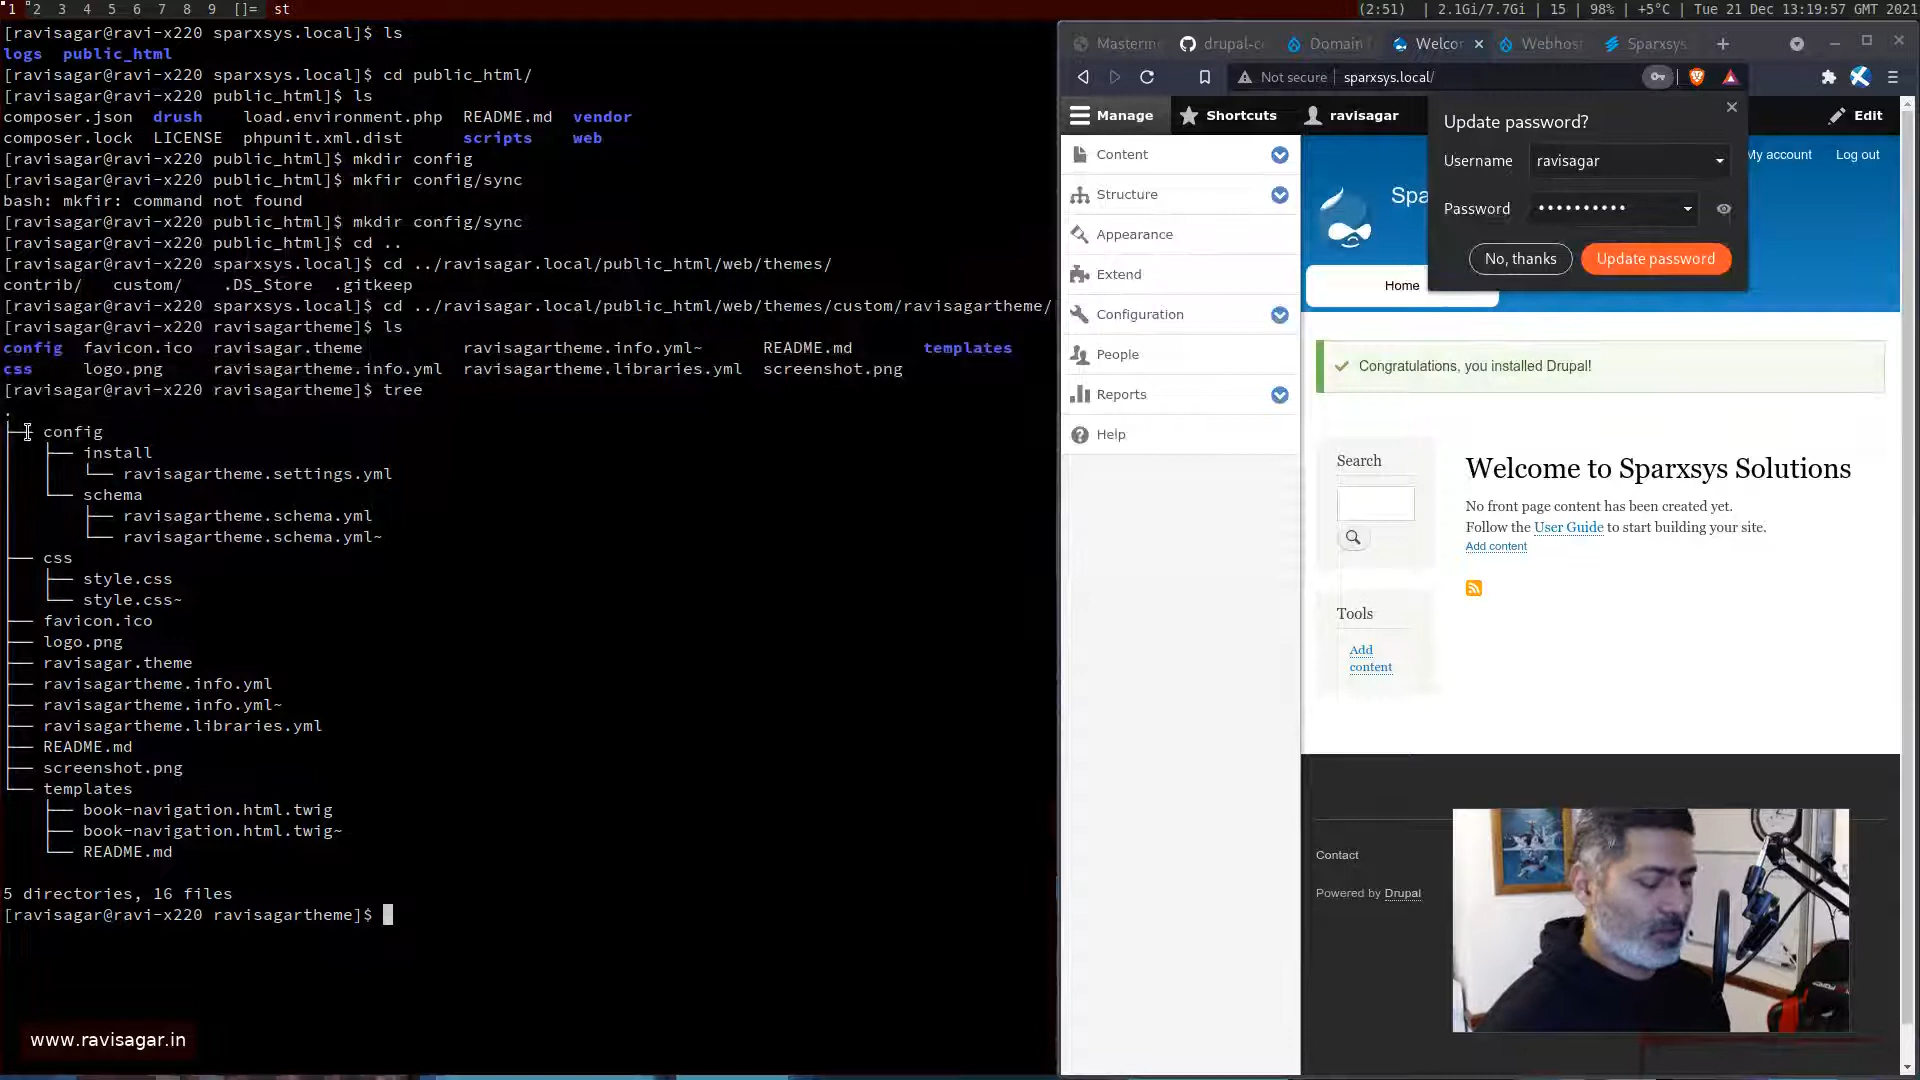 1 2 3 4 5 6 7 8 9 []= st
(2:51) | 2.1Gi/7.7Gi | 15 | 98% | +5°C | Tue 21 Dec 13:19:57 GMT 2021
[ravisagar@ravi-x220 sparxsys.local]$ ls
logs public_html
[ravisagar@ravi-x220 sparxsys.local]$ cd public_html/
[ravisagar@ravi-x220 public_html]$ ls
composer.json drush load.environment.php README.md vendor
composer.lock LICENSE phpunit.xml.dist scripts web
[ravisagar@ravi-x220 public_html]$ mkdir config
[ravisagar@ravi-x220 public_html]$ mkfir config/sync
bash: mkfir: command not found
[ravisagar@ravi-x220 public_html]$ mkdir config/sync
[ravisagar@ravi-x220 public_html]$ cd ..
[ravisagar@ravi-x220 sparxsys.local]$ cd ../ravisagar.local/public_html/web/themes/
contrib/ custom/ .DS_Store .gitkeep
[ravisagar@ravi-x220 sparxsys.local]$ cd ../ravisagar.local/public_html/web/themes/custom/ravisagartheme/
[ravisagar@ravi-x220 ravisagartheme]$ ls
config favicon.ico ravisagar.theme ravisagartheme.info.yml~ README.md templates
css logo.png ravisagartheme.info.yml ravisagartheme.libraries.yml screenshot.png
[ravisagar@ravi-x220 ravisagartheme]$ tree
.
├── config
│   ├── install
│   │   └── ravisagartheme.settings.yml
│   └── schema
│       ├── ravisagartheme.schema.yml
│       └── ravisagartheme.schema.yml~
├── css
│   ├── style.css
│   └── style.css~
├── favicon.ico
├── logo.png
├── ravisagar.theme
├── ravisagartheme.info.yml
├── ravisagartheme.info.yml~
├── ravisagartheme.libraries.yml
├── README.md
├── screenshot.png
└── templates
    ├── book-navigation.html.twig
    ├── book-navigation.html.twig~
    └── README.md
5 directories, 16 files
[ravisagar@ravi-x220 ravisagartheme]$
www.ravisagar.in
Masterm drupal-c Domain Welcor Webhost Sparxsys
Not secure sparxsys.local/
Manage Shortcuts ravisagar Edit
Content
Structure
Appearance
Extend
Configuration
People
Reports
Help
Update password?
Username ravisagar
Password ••••••••••
No, thanks Update password
My account Log out
Spa
Home
Congratulations, you installed Drupal!
Search
Welcome to Sparxsys Solutions
No front page content has been created yet.
Follow the User Guide to start building your site.
Add content
Tools
Add
content
Contact
Powered by Drupal